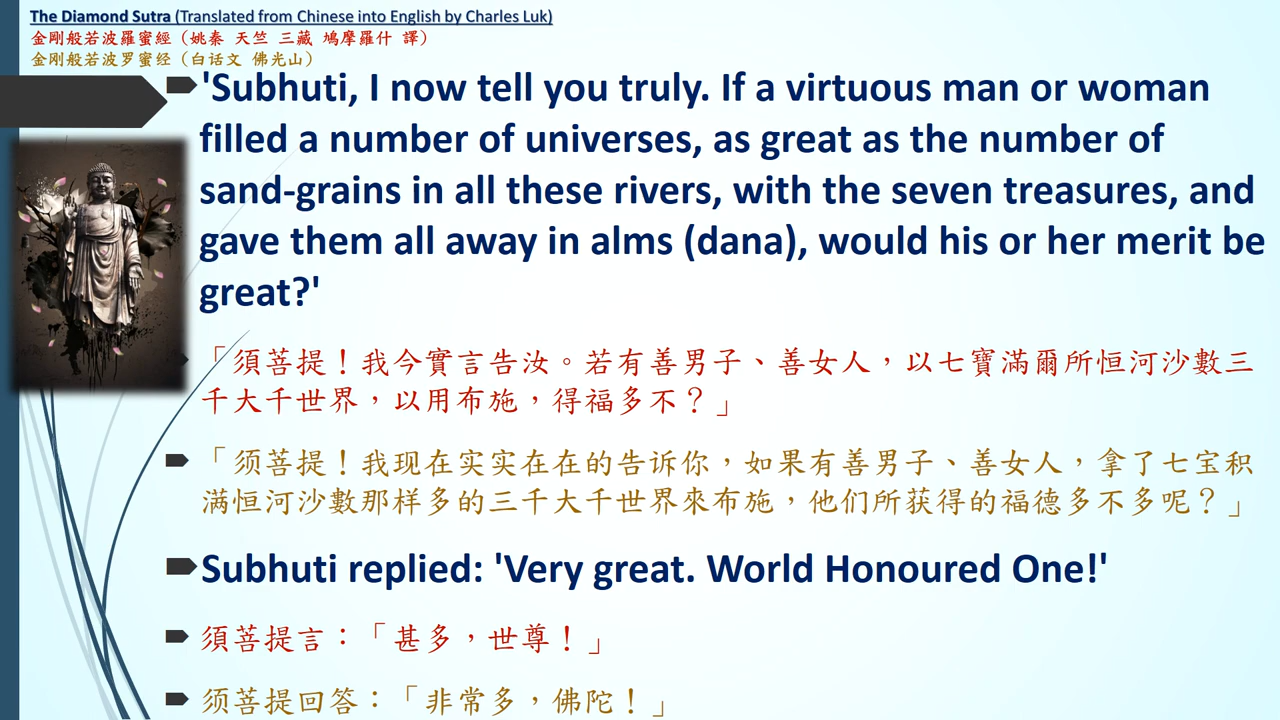 The Diamond Sutra (Translated from Chinese into English by Charles Luk)
金剛般若波羅蜜經（姚秦 天竺 三藏 鳩摩羅什 譯）
金剛般若波罗蜜经（白话文 佛光山）
'Subhuti, I now tell you truly. If a virtuous man or woman
filled a number of universes, as great as the number of
sand-grains in all these rivers, with the seven treasures, and
gave them all away in alms (dana), would his or her merit be
great?'
「須菩提！我今實言告汝。若有善男子、善女人，以七寶滿爾所恒河沙數三
千大千世界，以用布施，得福多不？」
「须菩提！我现在实实在在的告诉你，如果有善男子、善女人，拿了七宝积
满恒河沙數那样多的三千大千世界來布施，他们所获得的福德多不多呢？」
Subhuti replied: 'Very great. World Honoured One!'
須菩提言：「甚多，世尊！」
须菩提回答：「非常多，佛陀！」